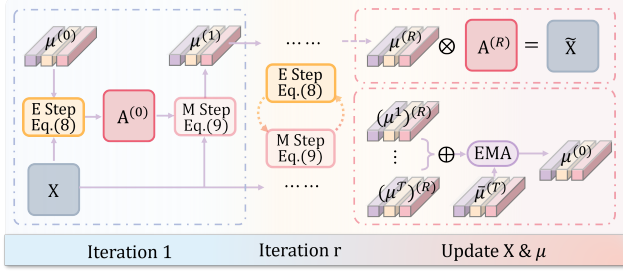 μ⁽⁰⁾
μ⁽¹⁾
⋯⋯
μ⁽ᴿ⁾ ⊗ A⁽ᴿ⁾ = X̃
E Step
Eq.(8)
A⁽⁰⁾
M Step
Eq.(9)
E Step
Eq.(8)
M Step
Eq.(9)
X
⋯⋯
(μ¹)⁽ᴿ⁾
⋮
(μᵀ)⁽ᴿ⁾
⊕
EMA
μ̄⁽ᵀ⁾
μ⁽⁰⁾
Iteration 1
Iteration r
Update X & μ